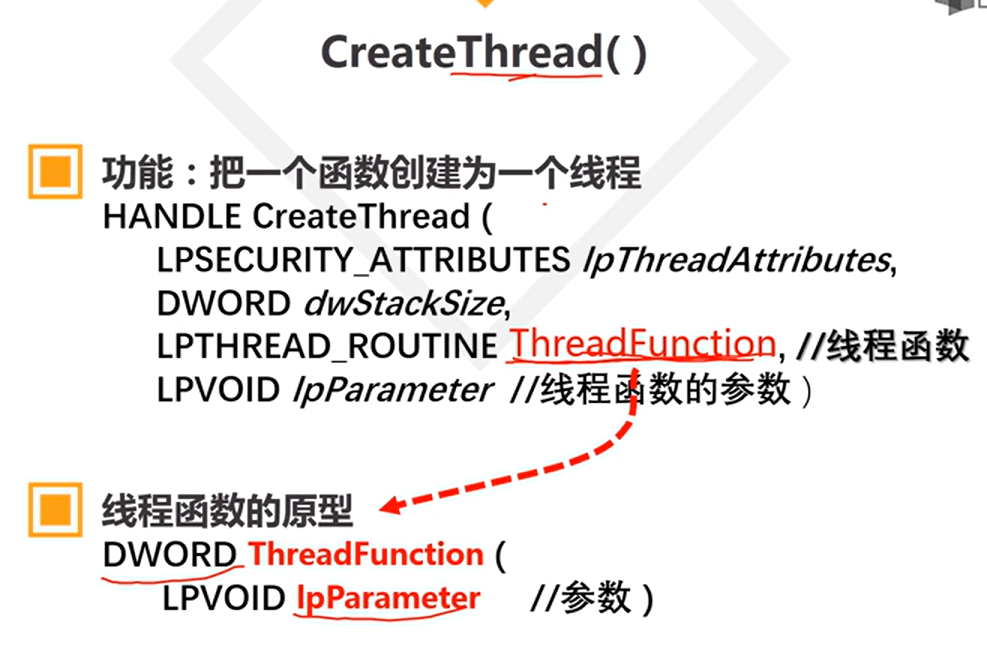 CreateThread( )
功能：把一个函数创建为一个线程
HANDLE CreateThread (
LPSECURITY_ATTRIBUTES lpThreadAttributes,
DWORD dwStackSize,
LPTHREAD_ROUTINE ThreadFunction, //线程函数
LPVOID lpParameter //线程函数的参数 )
线程函数的原型
DWORD ThreadFunction (
LPVOID lpParameter //参数 )